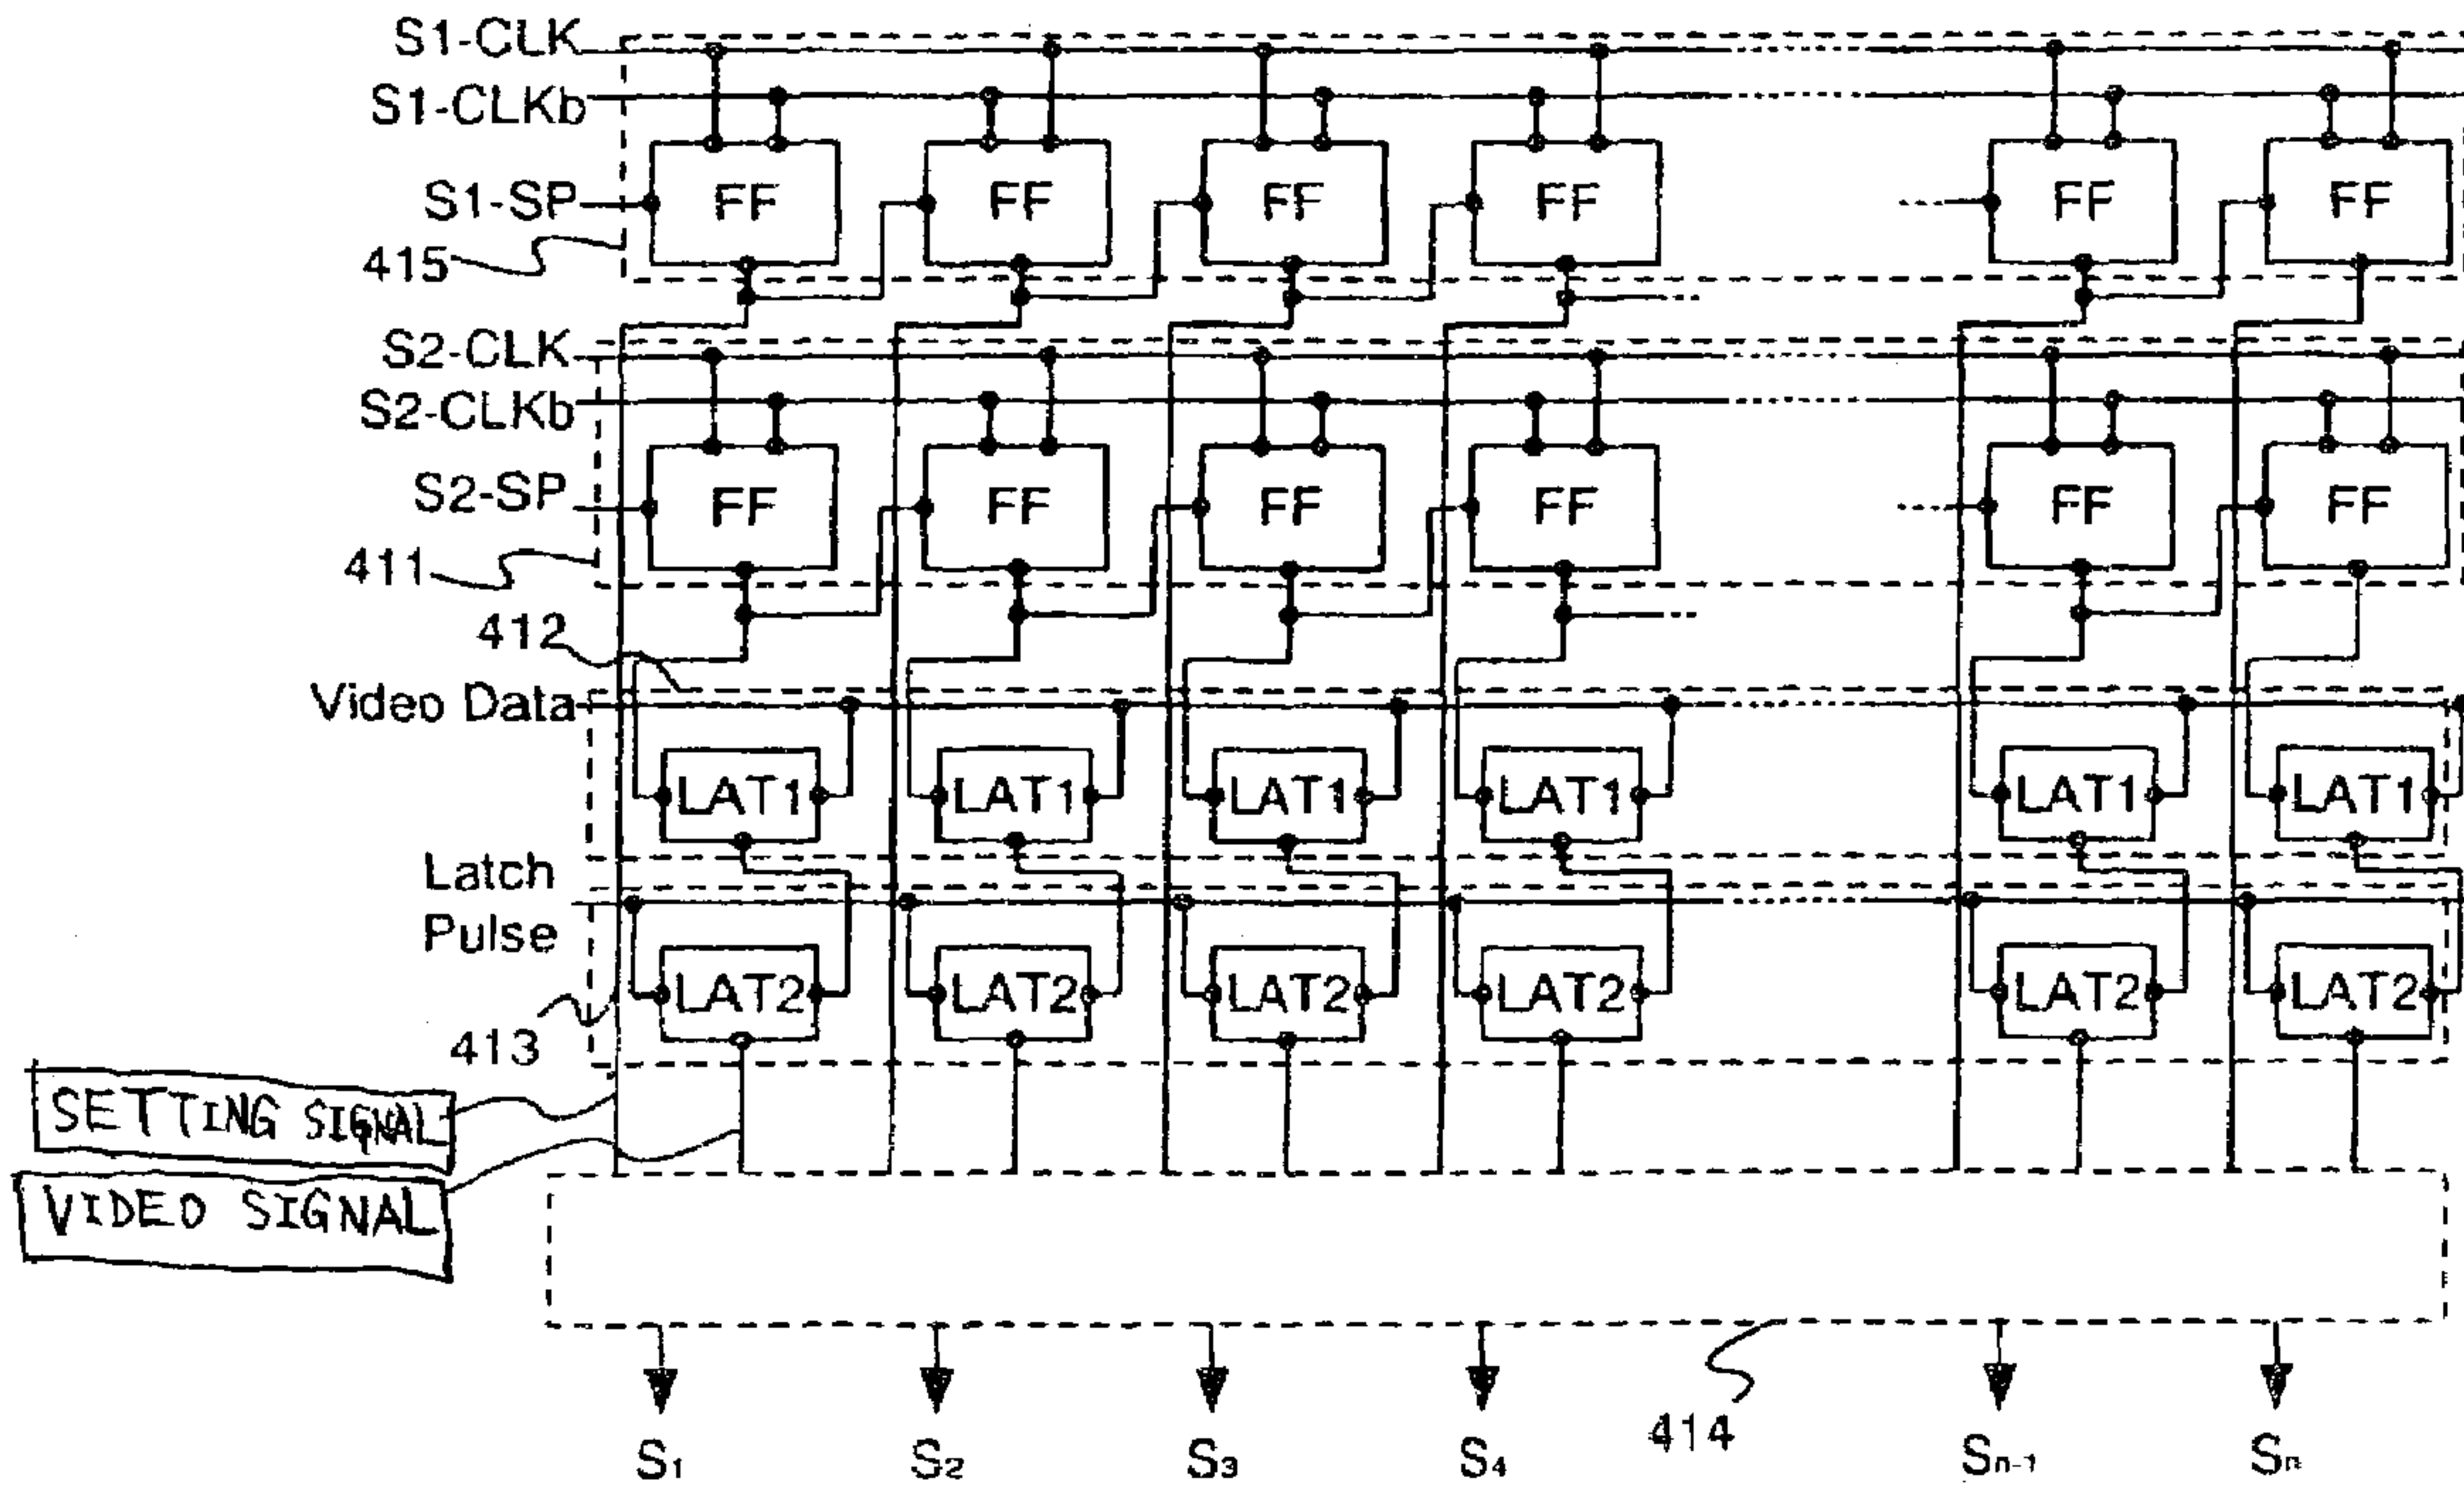 S1-CLK
S1-CLKb
FF FF FF FF FF FF
S1-SP
415
S2-CLK
S2-CLKb
FF FF FF FF FF FF
S2-SP
411
412
Video Data
LAT1 LAT1 LAT1 LAT1 LAT1 LAT1
Latch
Pulse
LAT2 LAT2 LAT2 LAT2 LAT2 LAT2
413
SETTING SIGNAL
VIDEO SIGNAL
414
S1 S2 S3 S4 Sn-1 Sn